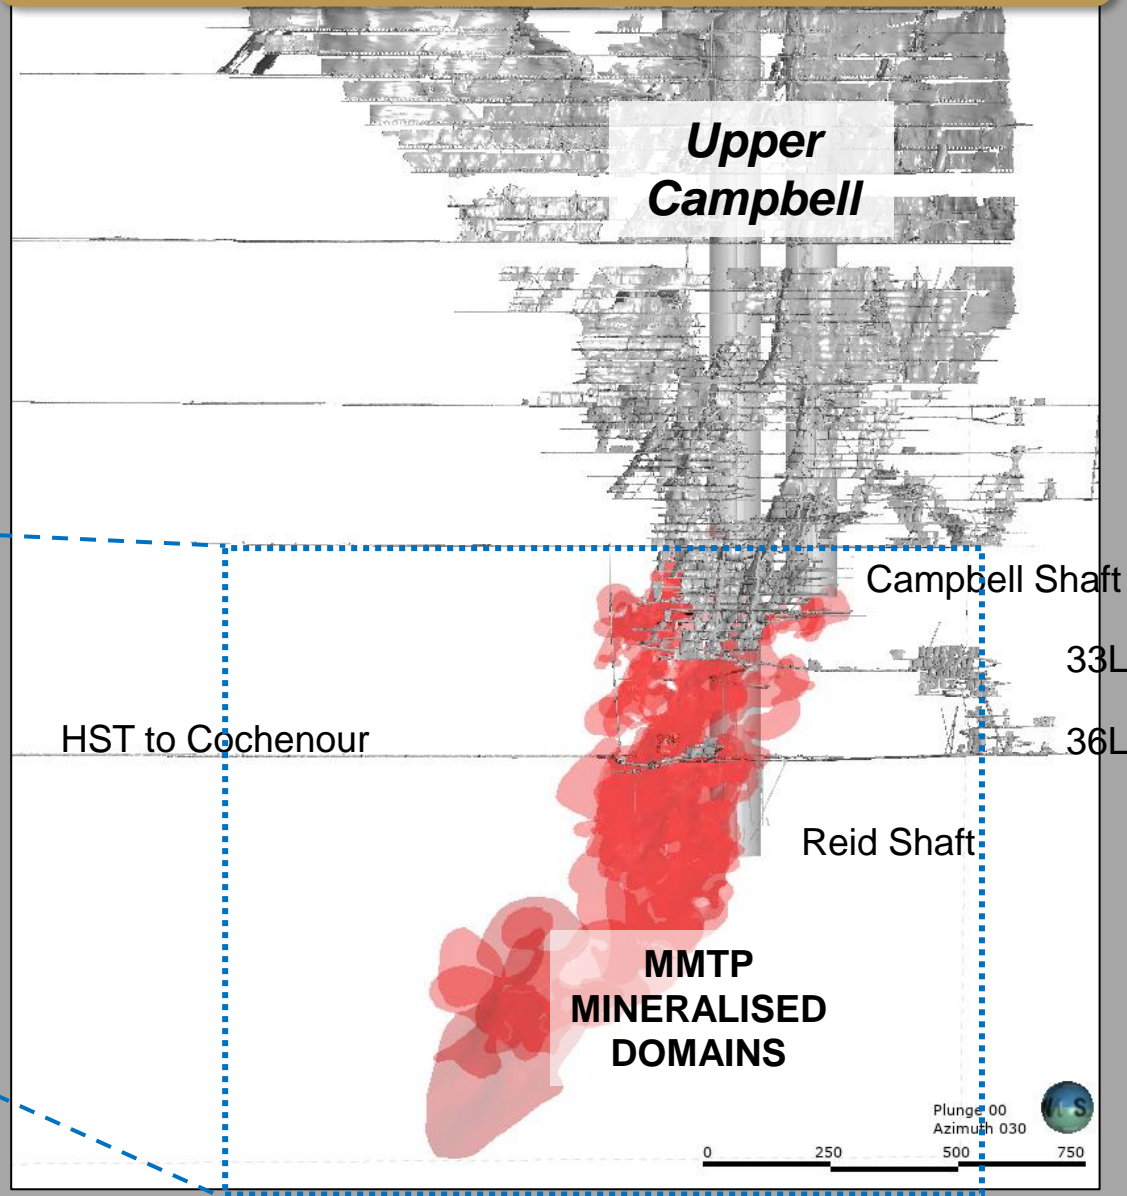 Upper
Campbell
Campbell Shaft
33L
HST to Cochenour
36L
Reid Shaft
MMTP
MINERALISED
DOMAINS
Plunge 00
Azimuth 030
S
0 250 500 750